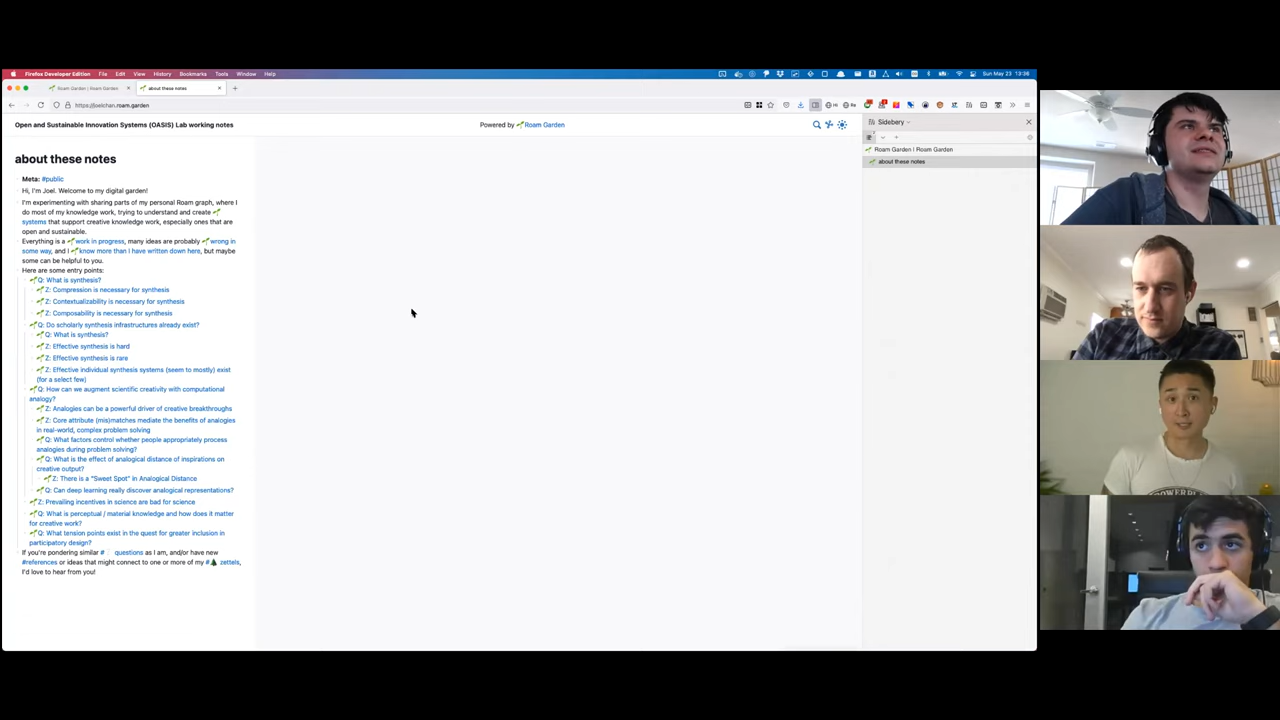 Firefox Developer Edition File Edit View History Bookmarks Tools Window Help
Sun May 23 13:36
Roam Garden | Roam Garden
about these notes
https://joelchan.roam.garden
Sidebery
Open and Sustainable Innovation Systems (OASIS) Lab working notes
Powered by Roam Garden
Roam Garden | Roam Garden
about these notes
about these notes
Meta: #public
Hi, I'm Joel. Welcome to my digital garden!
I'm experimenting with sharing parts of my personal Roam graph, where I
do most of my knowledge work, trying to understand and create
systems that support creative knowledge work, especially ones that are
open and sustainable.
Everything is a work in progress, many ideas are probably wrong in
some way, and I know more than I have written down here, but maybe
some can be helpful to you.
Here are some entry points:
Q: What is synthesis?
Z: Compression is necessary for synthesis
Z: Contextualizability is necessary for synthesis
Z: Composability is necessary for synthesis
Q: Do scholarly synthesis infrastructures already exist?
Q: What is synthesis?
Z: Effective synthesis is hard
Z: Effective synthesis is rare
Z: Effective individual synthesis systems (seem to mostly) exist
(for a select few)
Q: How can we augment scientific creativity with computational
analogy?
Z: Analogies can be a powerful driver of creative breakthroughs
Z: Core attribute (mis)matches mediate the benefits of analogies
in real-world, complex problem solving
Q: What factors control whether people appropriately process
analogies during problem solving?
Q: What is the effect of analogical distance of inspirations on
creative output?
Z: There is a "Sweet Spot" in Analogical Distance
Q: Can deep learning really discover analogical representations?
Z: Prevailing incentives in science are bad for science
Q: What is perceptual / material knowledge and how does it matter
for creative work?
Q: What tension points exist in the quest for greater inclusion in
participatory design?
If you're pondering similar # questions as I am, and/or have new
#references or ideas that might connect to one or more of my #🌲 zettels,
I'd love to hear from you!